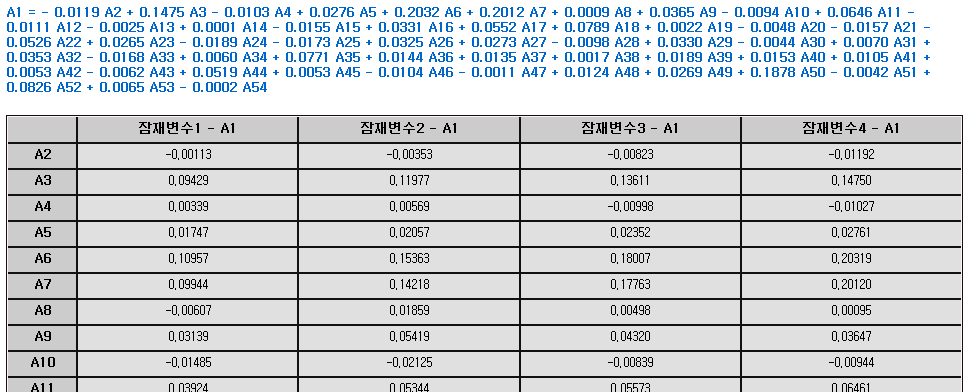 A1 = - 0.0119 A2 + 0.1475 A3 - 0.0103 A4 + 0.0276 A5 + 0.2032 A6 + 0.2012 A7 + 0.0009 A8 + 0.0365 A9 - 0.0094 A10 + 0.0646 A11 -
0.0111 A12 - 0.0025 A13 + 0.0001 A14 - 0.0155 A15 + 0.0331 A16 + 0.0552 A17 + 0.0789 A18 + 0.0022 A19 - 0.0048 A20 - 0.0157 A21 -
0.0526 A22 + 0.0265 A23 - 0.0189 A24 - 0.0173 A25 + 0.0325 A26 + 0.0273 A27 - 0.0098 A28 + 0.0330 A29 - 0.0044 A30 + 0.0070 A31 +
0.0353 A32 - 0.0168 A33 + 0.0060 A34 + 0.0771 A35 + 0.0144 A36 + 0.0135 A37 + 0.0017 A38 + 0.0189 A39 + 0.0153 A40 + 0.0105 A41 +
0.0053 A42 - 0.0062 A43 + 0.0519 A44 + 0.0053 A45 - 0.0104 A46 - 0.0011 A47 + 0.0124 A48 + 0.0269 A49 + 0.1878 A50 - 0.0042 A51 +
0.0826 A52 + 0.0065 A53 - 0.0002 A54
잠재변수1 - A1 잠재변수2 - A1 잠재변수3 - A1 잠재변수4 - A1
A2 -0.00113 -0.00353 -0.00823 -0.01192
A3 0.09429 0.11977 0.13611 0.14750
A4 0.00339 0.00569 -0.00998 -0.01027
A5 0.01747 0.02057 0.02352 0.02761
A6 0.10957 0.15363 0.18007 0.20319
A7 0.09944 0.14218 0.17763 0.20120
A8 -0.00607 0.01859 0.00498 0.00095
A9 0.03139 0.05419 0.04320 0.03647
A10 -0.01485 -0.02125 -0.00839 -0.00944
A11 0.03924 0.05344 0.05573 0.06461